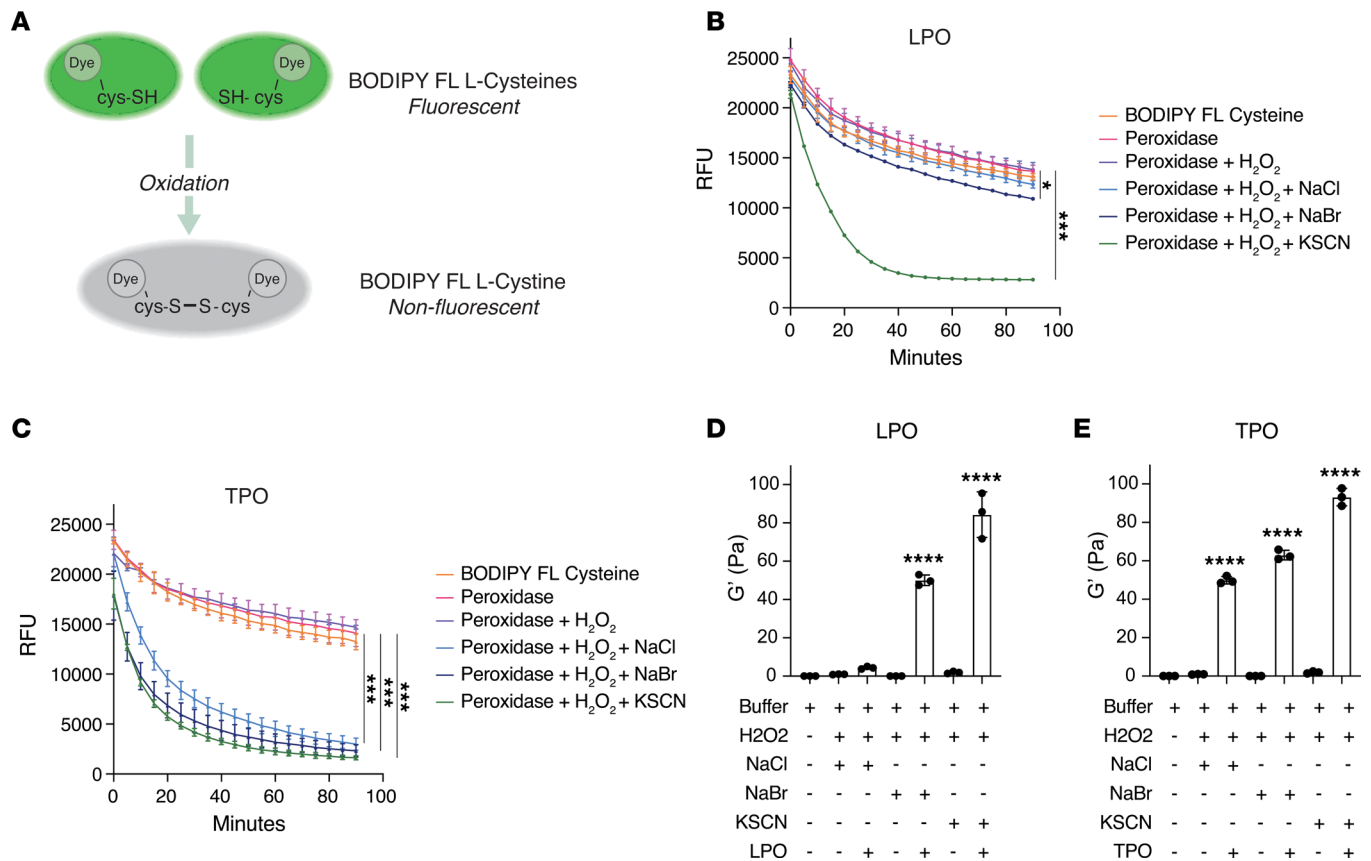 A
Dye
Dye
cys-SH
SH- cys
BODIPY FL L-Cysteines
Fluorescent
Oxidation
Dye
Dye
cys-S–S- cys
BODIPY FL L-Cystine
Non-fluorescent
B
LPO
RFU
25000
20000
15000
10000
5000
0
0
20
40
60
80
100
Minutes
*
***
BODIPY FL Cysteine
Peroxidase
Peroxidase + H₂O₂
Peroxidase + H₂O₂ + NaCl
Peroxidase + H₂O₂ + NaBr
Peroxidase + H₂O₂ + KSCN
C
TPO
RFU
25000
20000
15000
10000
5000
0
0
20
40
60
80
100
Minutes
***
***
***
BODIPY FL Cysteine
Peroxidase
Peroxidase + H₂O₂
Peroxidase + H₂O₂ + NaCl
Peroxidase + H₂O₂ + NaBr
Peroxidase + H₂O₂ + KSCN
D
LPO
G’ (Pa)
100
80
60
40
20
0
****
****
Buffer + + + + + + +
H2O2 - + + + + + +
NaCl - + + - - - -
NaBr - - - + + - -
KSCN - - - - - + +
LPO - - + - + - +
E
TPO
G’ (Pa)
100
80
60
40
20
0
****
****
****
Buffer + + + + + + +
H2O2 - + + + + + +
NaCl - + + - - - -
NaBr - - - + + - -
KSCN - - - - - + +
TPO - - + - + - +